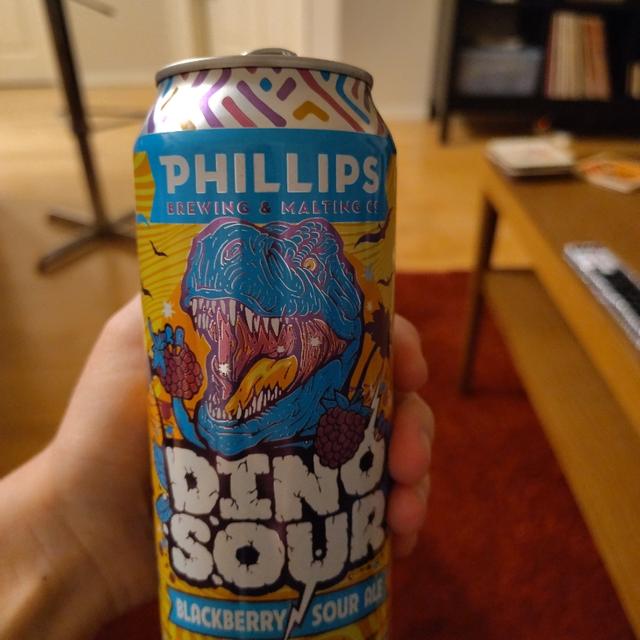 PHILLIPS
BREWING & MALTING CO
DINO
SOUR
BLACKBERRY SOUR ALE